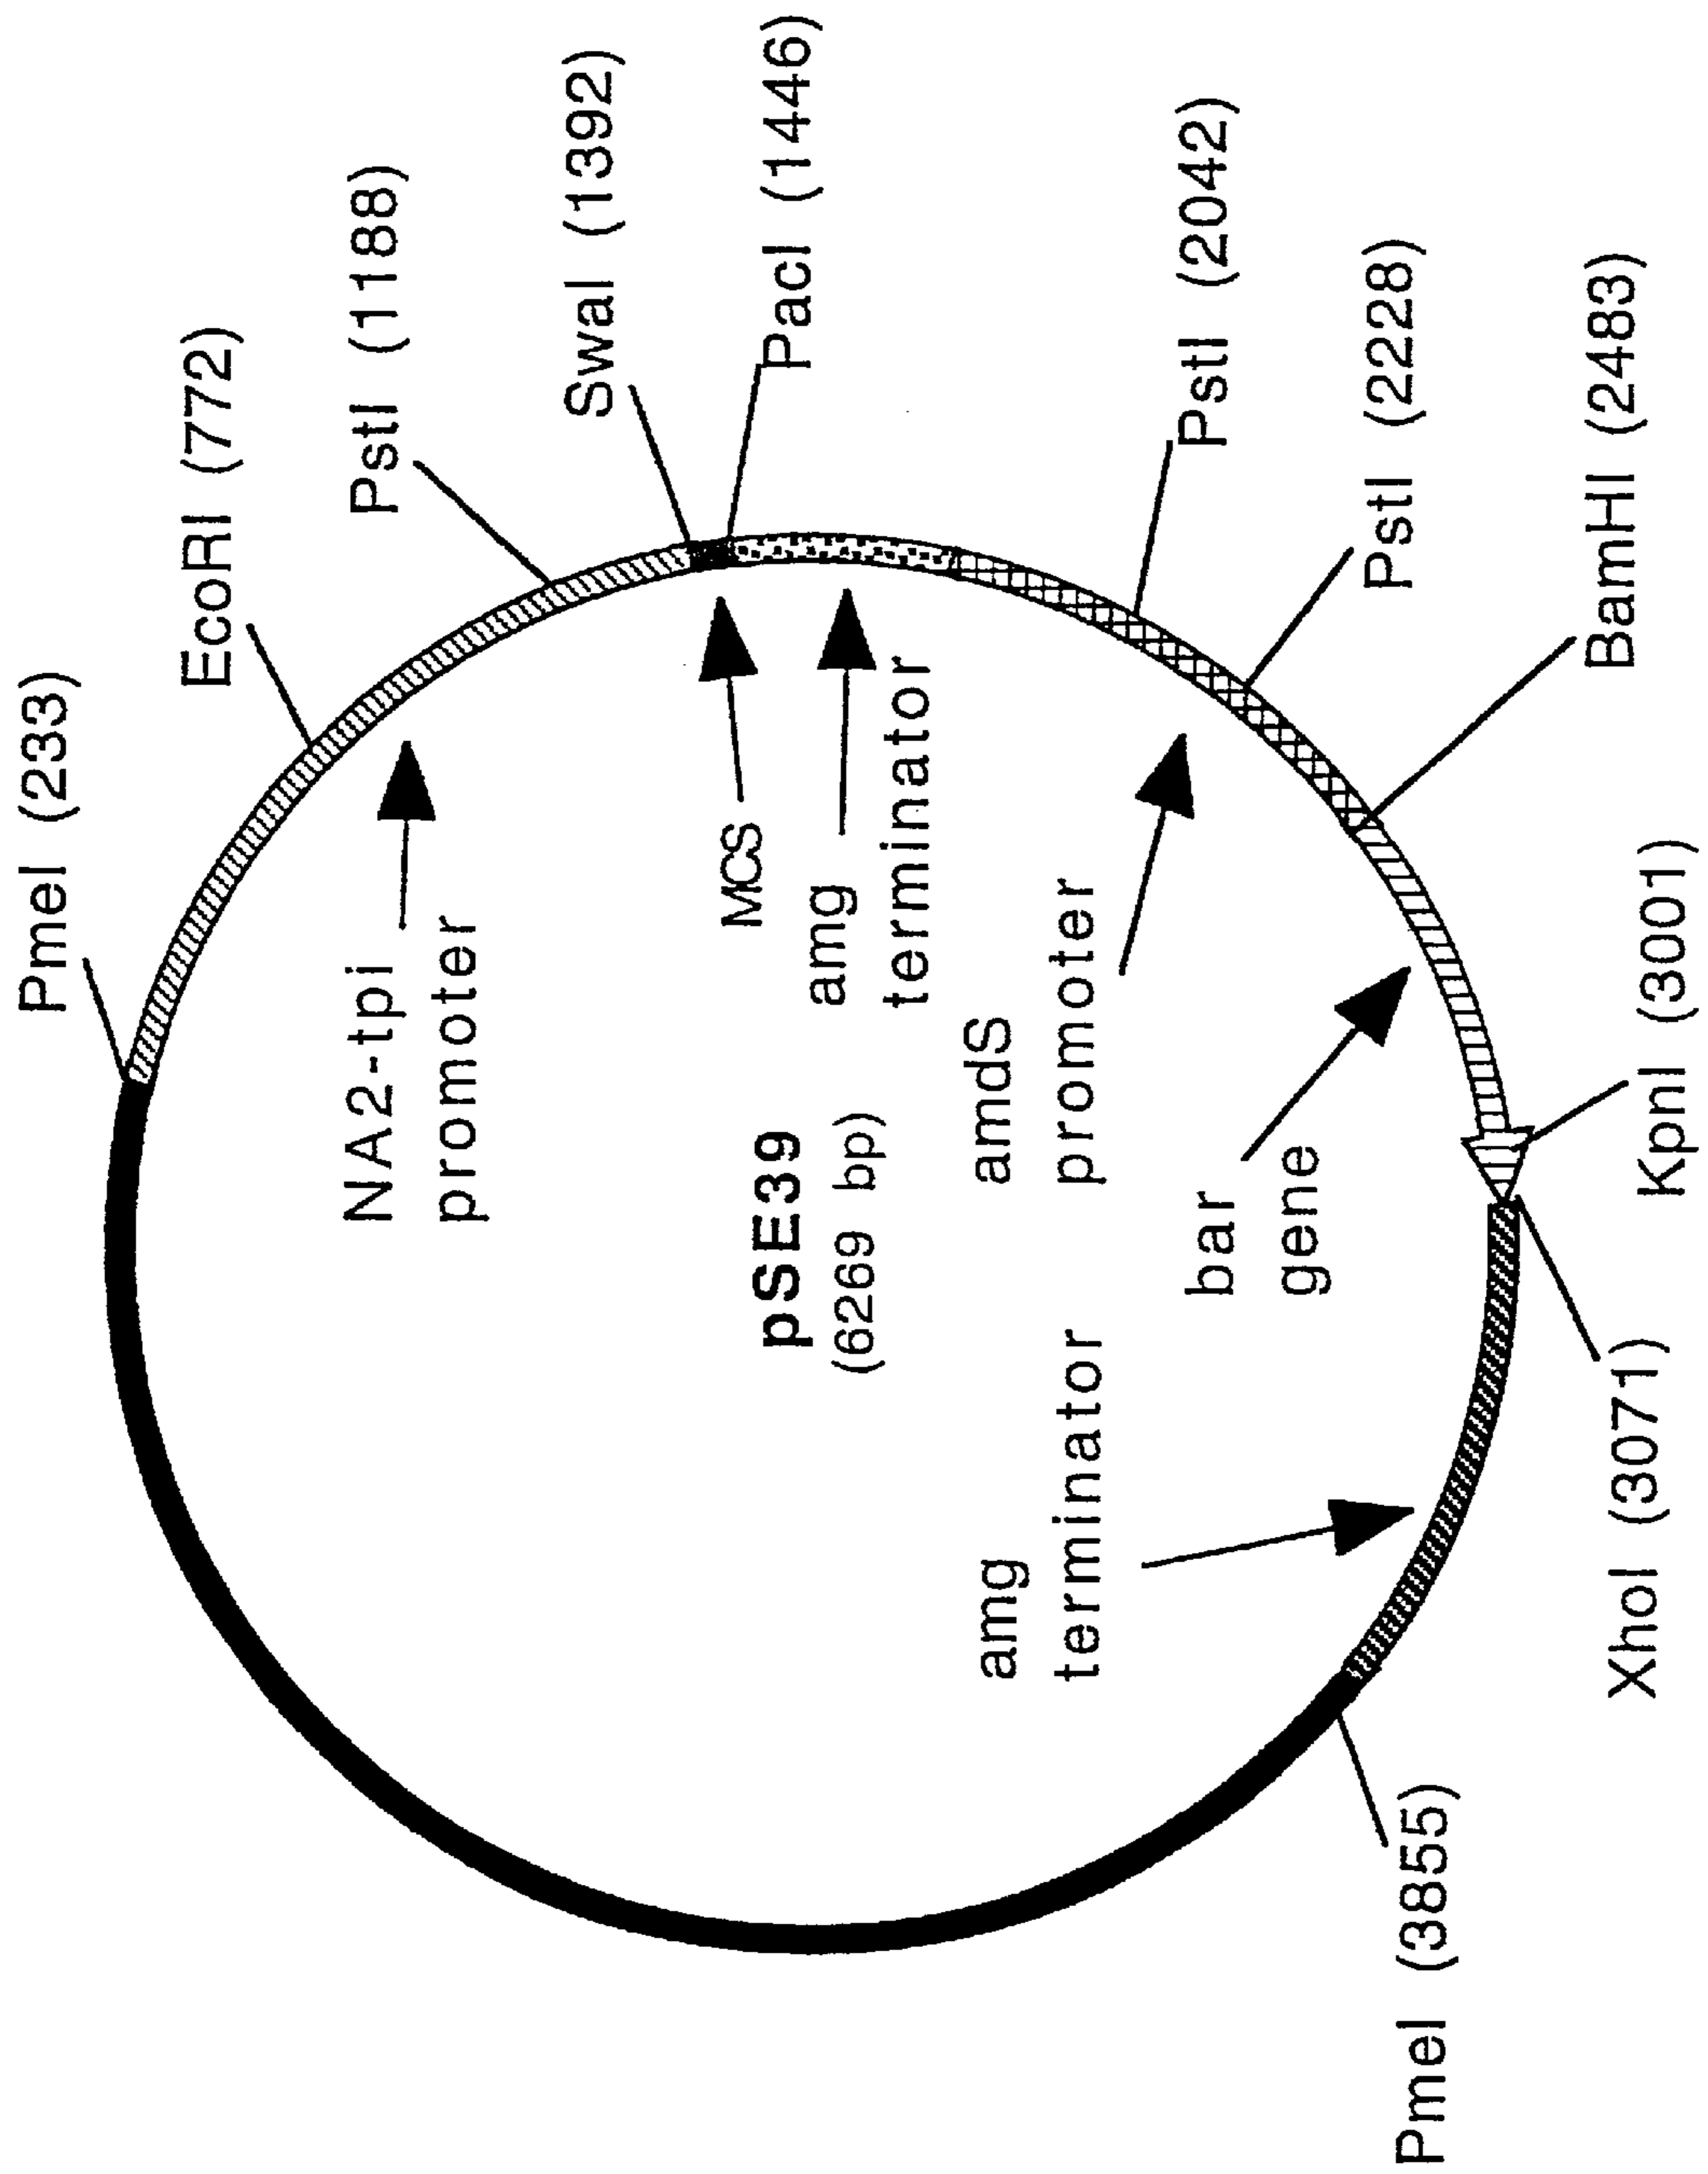 PmeI (233)
EcoRI (772)
PstI (1188)
SwaI (1392)
PacI (1446)
PstI (2042)
PstI (2228)
BamHI (2483)
KpnI (3001)
XhoI (3071)
PmeI (3855)
NA2-tpi
promoter
MCS
amg
terminator
pSE39
(6269 bp)
amdS
promoter
bar
gene
amg
terminator